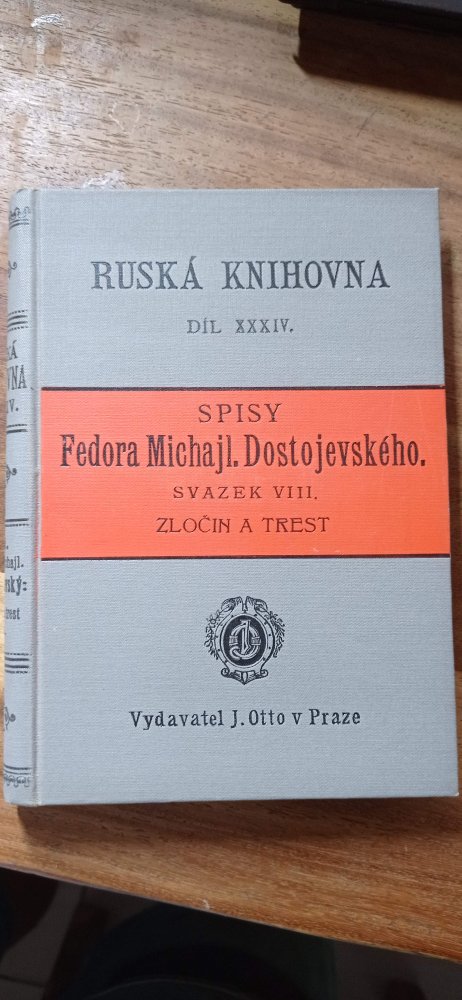 RUSKÁ KNIHOVNA
DÍL XXXIV.
SPISY
Fedora Michajl. Dostojevského.
SVAZEK VIII.
ZLOČIN A TREST
Vydavatel J. Otto v Praze